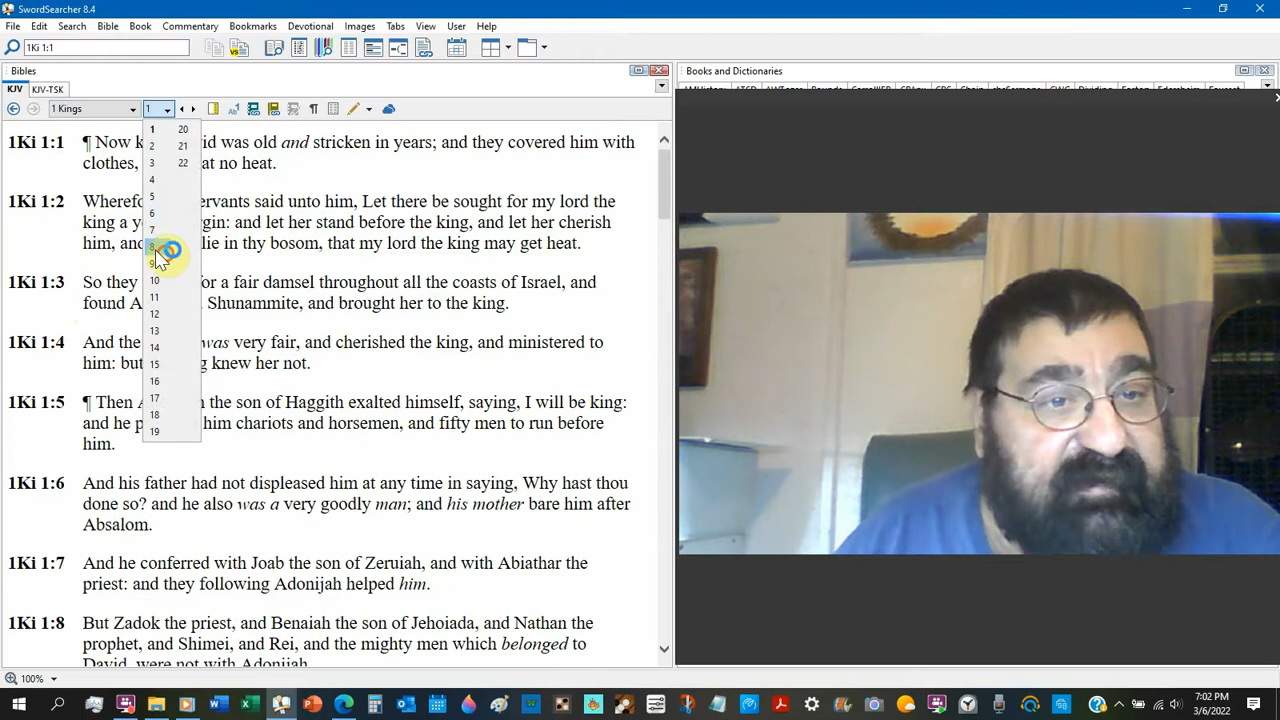 SwordSearcher 8.4
File Edit Search Bible Book Commentary Bookmarks Devotional Images Tabs View User Help
1Ki 1:1
Bibles
Books and Dictionaries
KJV KJV-TSK
1 Kings 1
1Ki 1:1 ¶ Now k id was old and stricken in years; and they covered him with
clothes, at no heat.
1Ki 1:2 Wherefo ervants said unto him, Let there be sought for my lord the
king a y rgin: and let her stand before the king, and let her cherish
him, and lie in thy bosom, that my lord the king may get heat.
1Ki 1:3 So they for a fair damsel throughout all the coasts of Israel, and
found A Shunammite, and brought her to the king.
1Ki 1:4 And the was very fair, and cherished the king, and ministered to
him: but g knew her not.
1Ki 1:5 ¶ Then A the son of Haggith exalted himself, saying, I will be king:
and he p him chariots and horsemen, and fifty men to run before
him.
1Ki 1:6 And his father had not displeased him at any time in saying, Why hast thou
done so? and he also was a very goodly man; and his mother bare him after
Absalom.
1Ki 1:7 And he conferred with Joab the son of Zeruiah, and with Abiathar the
priest: and they following Adonijah helped him.
1Ki 1:8 But Zadok the priest, and Benaiah the son of Jehoiada, and Nathan the
prophet, and Shimei, and Rei, and the mighty men which belonged to
David, were not with Adonijah.
1 20
2 21
3 22
4
5
6
7
8
9
10
11
12
13
14
15
16
17
18
19
100%
7:02 PM
3/6/2022